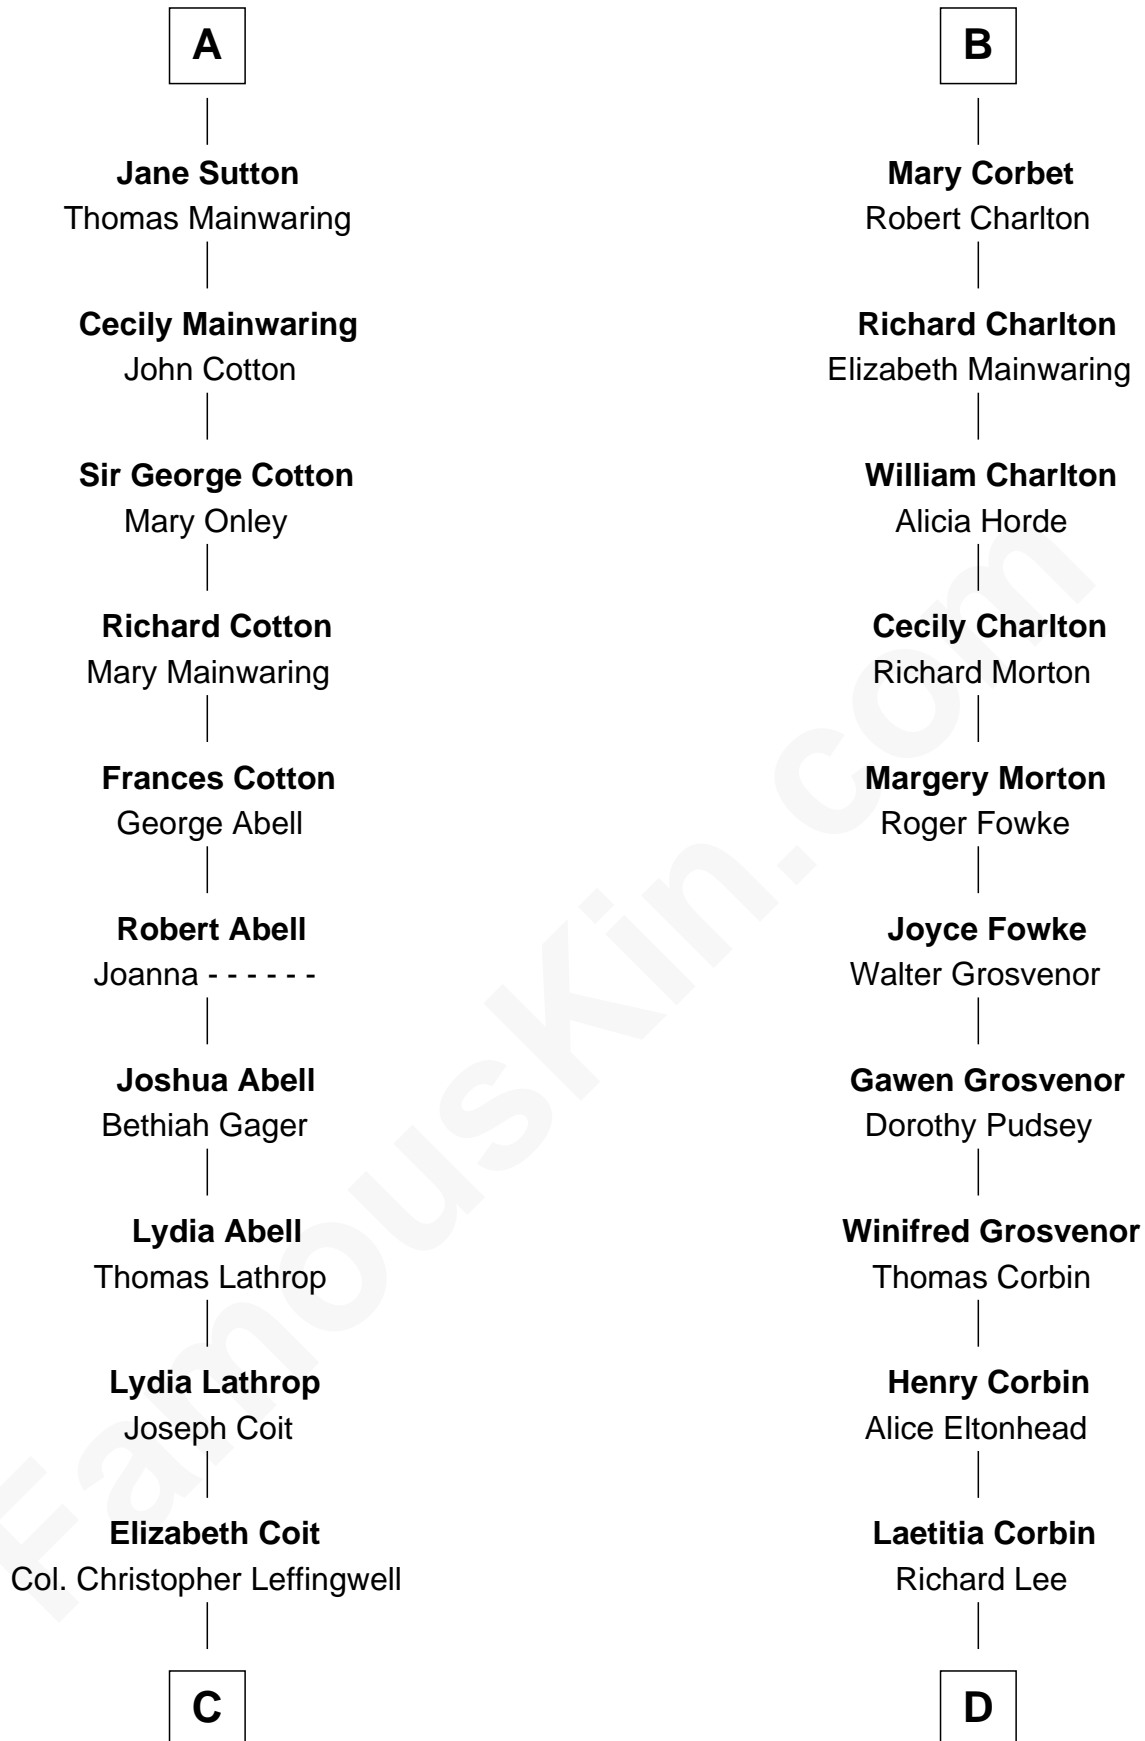 A
Jane Sutton
Thomas Mainwaring
Cecily Mainwaring
John Cotton
Sir George Cotton
Mary Onley
Richard Cotton
Mary Mainwaring
Frances Cotton
George Abell
Robert Abell
Joanna - - - - - -
Joshua Abell
Bethiah Gager
Lydia Abell
Thomas Lathrop
Lydia Lathrop
Joseph Coit
Elizabeth Coit
Col. Christopher Leffingwell
C
B
Mary Corbet
Robert Charlton
Richard Charlton
Elizabeth Mainwaring
William Charlton
Alicia Horde
Cecily Charlton
Richard Morton
Margery Morton
Roger Fowke
Joyce Fowke
Walter Grosvenor
Gawen Grosvenor
Dorothy Pudsey
Winifred Grosvenor
Thomas Corbin
Henry Corbin
Alice Eltonhead
Laetitia Corbin
Richard Lee
D
FamousKin.com